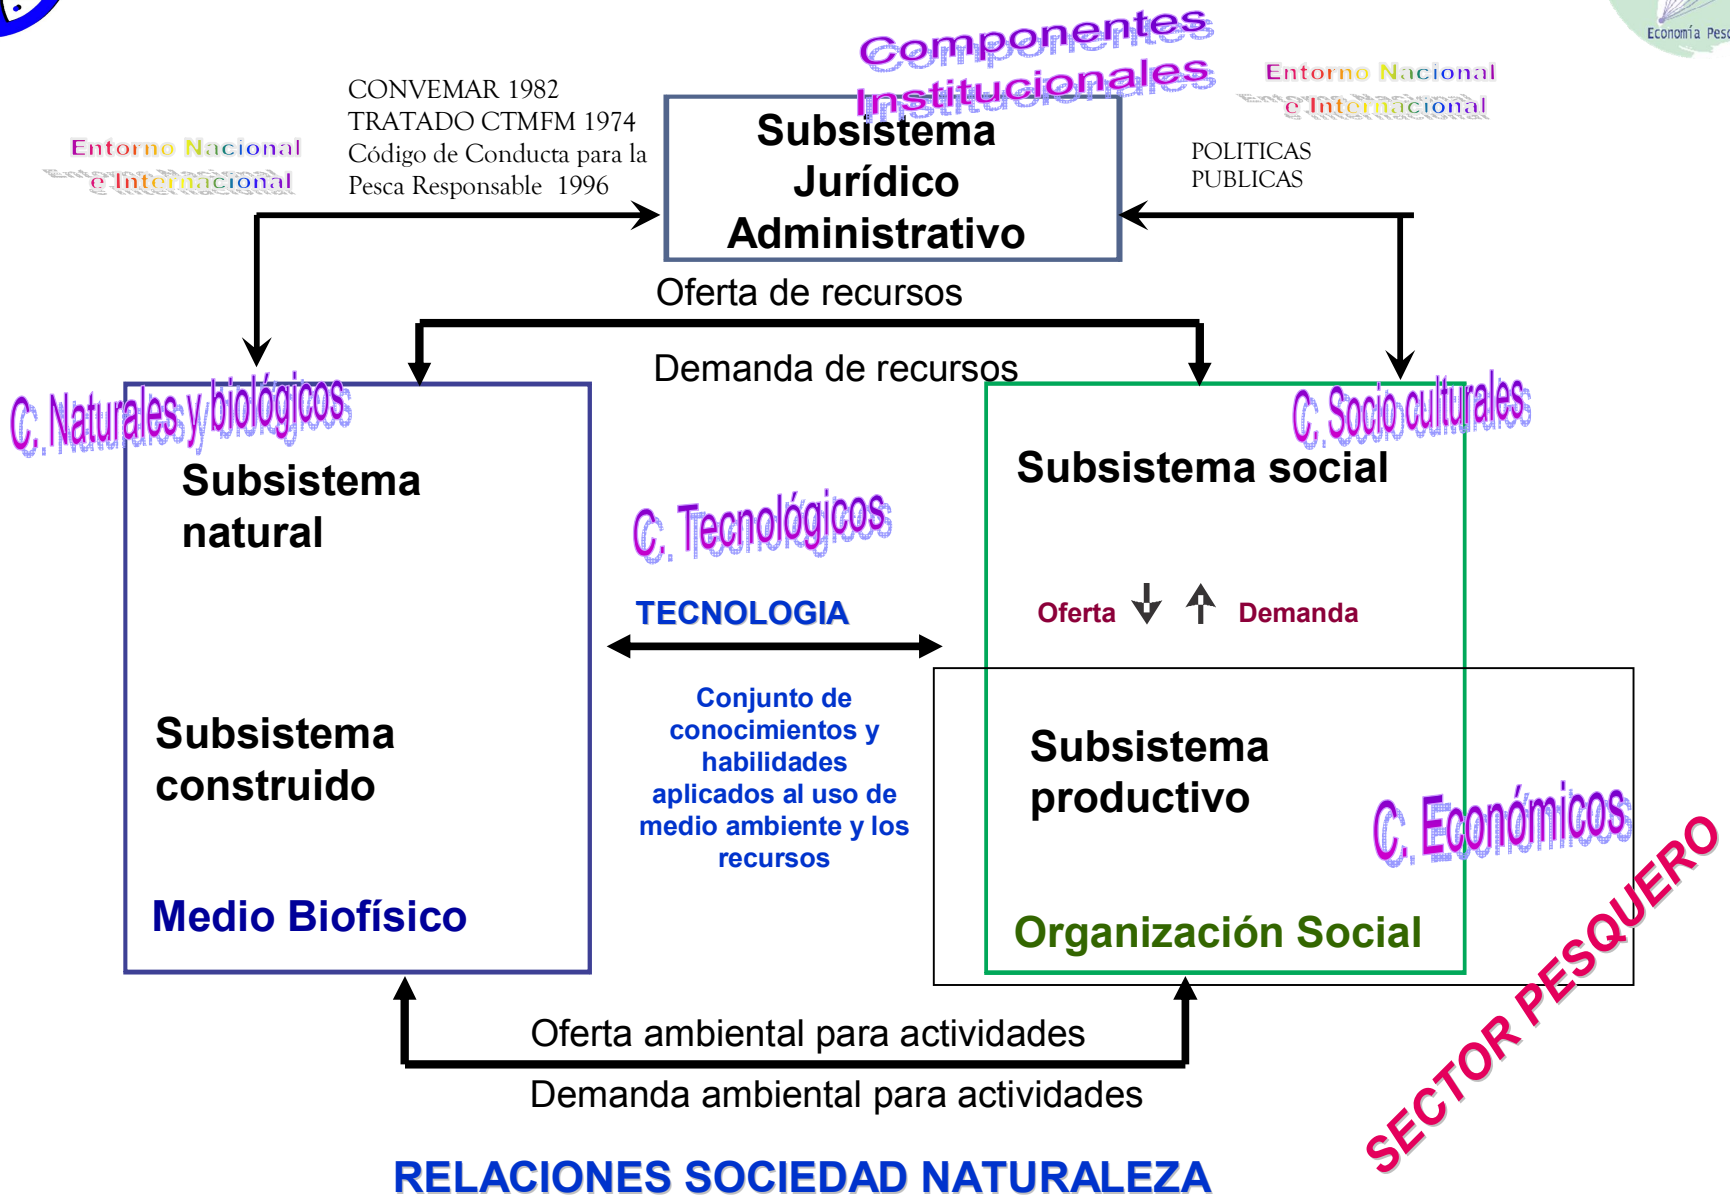 Economía
Componentes
Institucionales
Entorno Nacional
e Internacional
CONVEMAR 1982
TRATADO CTMFM 1974
Código de Conducta para la
Pesca Responsable 1996
Entorno Nacional
e Internacional
Subsistema
Jurídico
Administrativo
POLITICAS
PUBLICAS
Oferta de recursos
Demanda de recursos
C. Naturales y biológicos
C. Socio culturales
Subsistema
natural
Subsistema social
C. Tecnológicos
TECNOLOGIA
Oferta Demanda
Conjunto de
conocimientos y
habilidades
aplicados al uso de
medio ambiente y los
recursos
Subsistema
construido
Subsistema
productivo
C. Económicos
Medio Biofísico
Organización Social
SECTOR PESQUERO
Oferta ambiental para actividades
Demanda ambiental para actividades
RELACIONES SOCIEDAD NATURALEZA